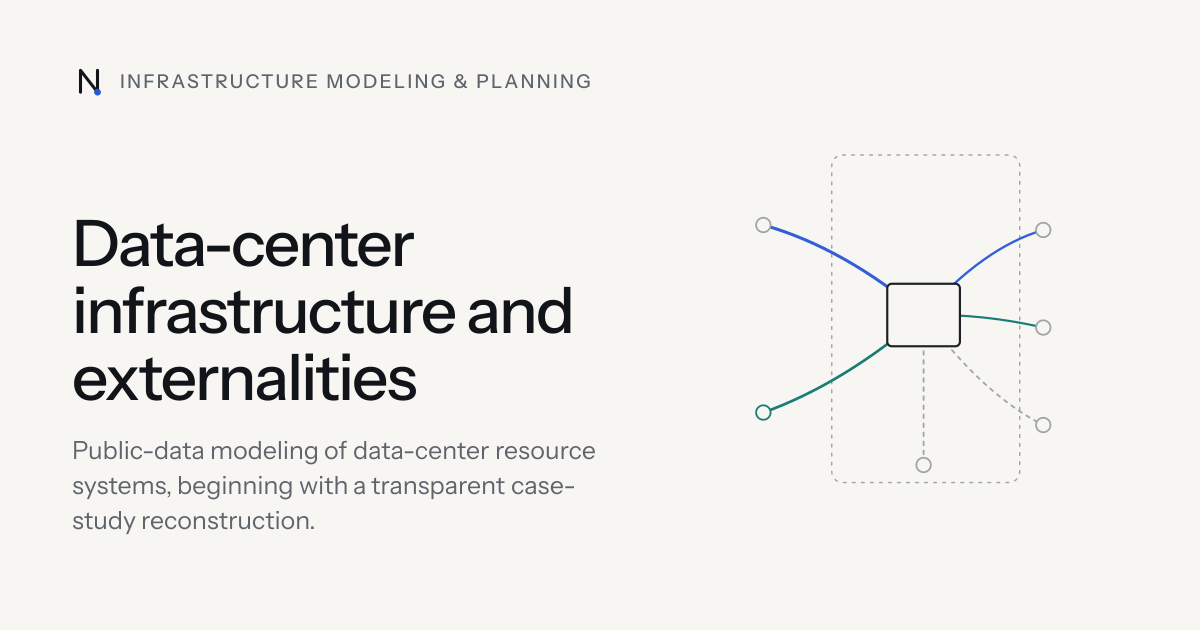 N INFRASTRUCTURE MODELING & PLANNING
Data-center
infrastructure and
externalities
Public-data modeling of data-center resource
systems, beginning with a transparent case-
study reconstruction.